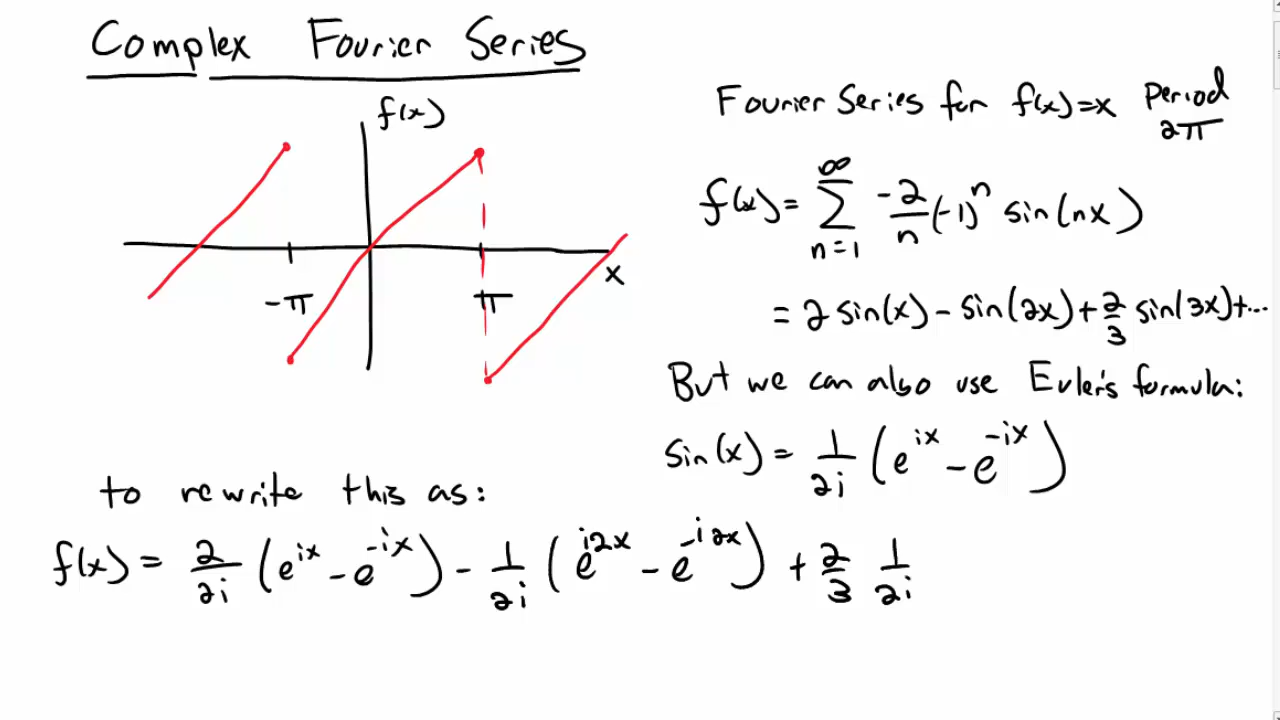 Complex Fourier Series
f(x)
-π
π
x
Fourier Series for f(x)=x Period 2π
f(x) = ∑_{n=1}^{∞} -2/n (-1)^n sin(nx)
= 2 sin(x) - sin(2x) + 2/3 sin(3x) + ...
But we can also use Euler's formula:
sin(x) = 1/2i (e^{ix} - e^{-ix})
to rewrite this as:
f(x) = 2/2i (e^{ix} - e^{-ix}) - 1/2i (e^{i2x} - e^{-i2x}) + 2/3 1/2i